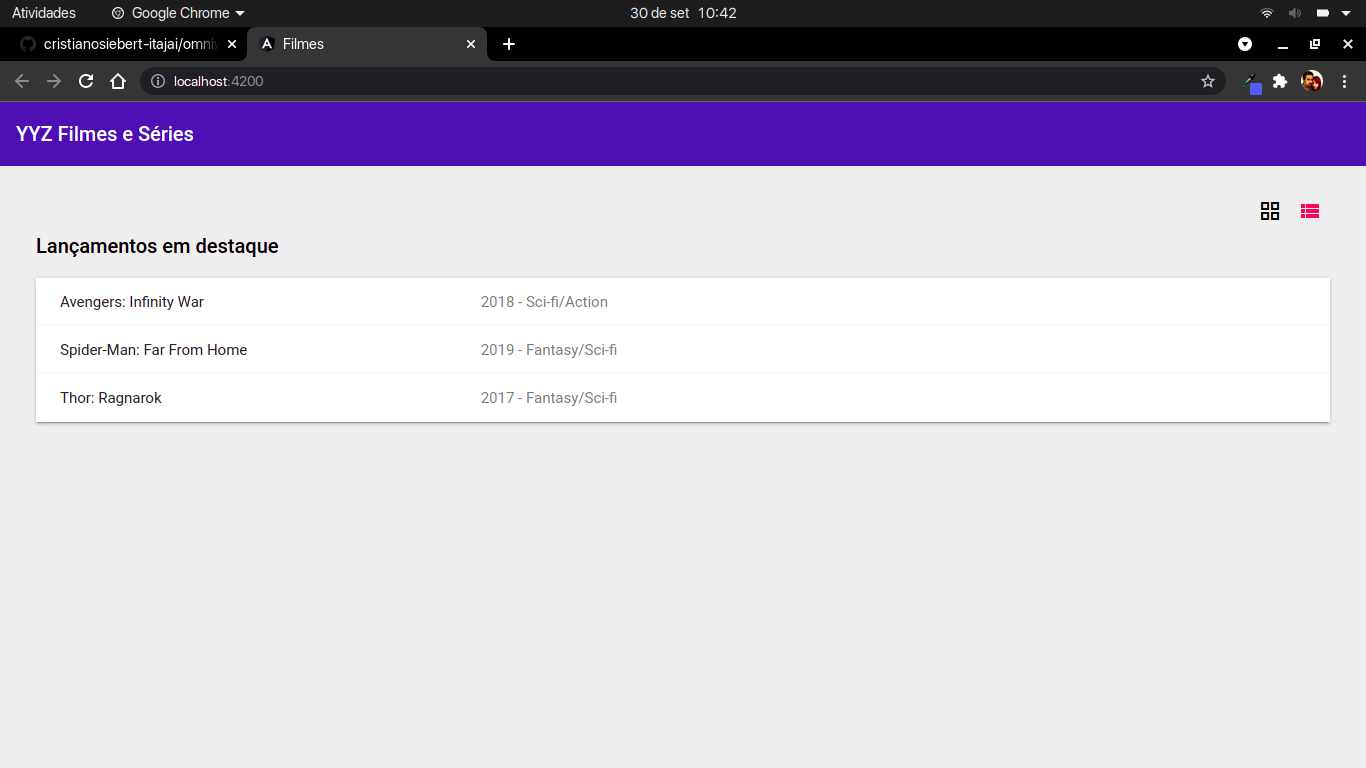 Atividades Google Chrome 30 de set 10:42
cristianosiebert-itajai/omni Filmes
localhost:4200
YYZ Filmes e Séries
Lançamentos em destaque
Avengers: Infinity War 2018 - Sci-fi/Action
Spider-Man: Far From Home 2019 - Fantasy/Sci-fi
Thor: Ragnarok 2017 - Fantasy/Sci-fi